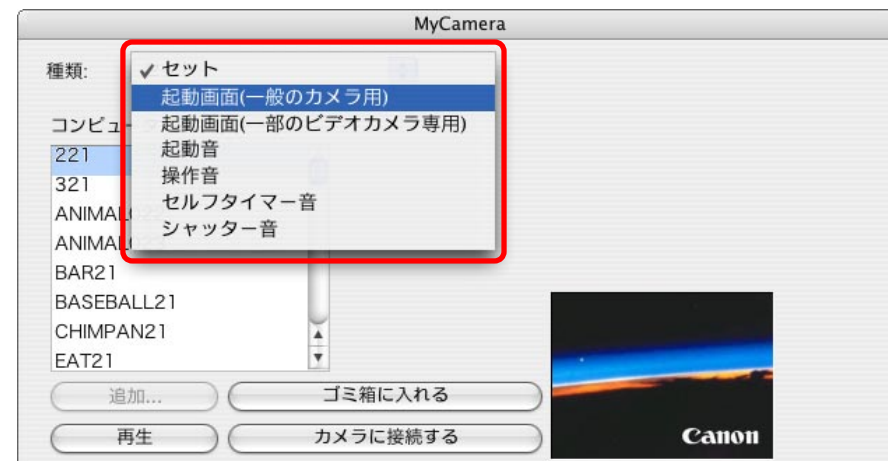 MyCamera
種類:
✓ セット
起動画面(一般のカメラ用)
起動画面(一部のビデオカメラ専用)
起動音
操作音
セルフタイマー音
シャッター音
コンピュー
221
321
ANIMAL
ANIMAL
BAR21
BASEBALL21
CHIMPAN21
EAT21
追加...
ゴミ箱に入れる
再生
カメラに接続する
Canon